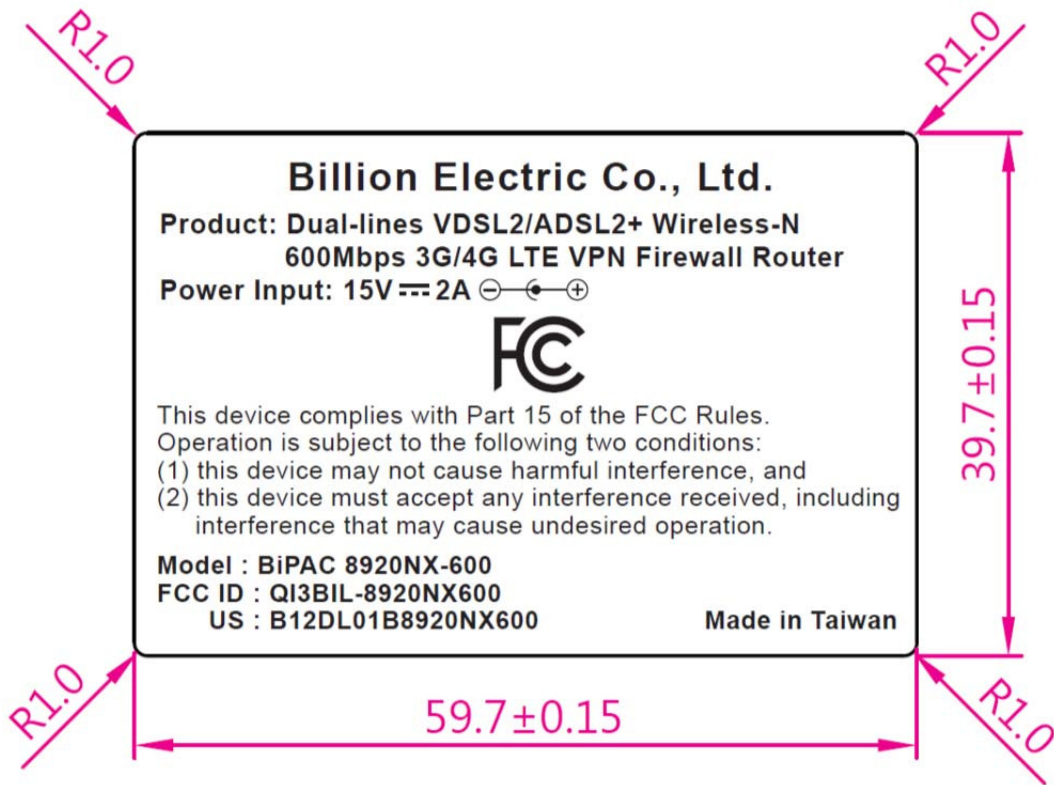 R1.0
R1.0
Billion Electric Co., Ltd.
Product: Dual-lines VDSL2/ADSL2+ Wireless-N
600Mbps 3G/4G LTE VPN Firewall Router
Power Input: 15V ⎓ 2A
FC
This device complies with Part 15 of the FCC Rules.
Operation is subject to the following two conditions:
(1) this device may not cause harmful interference, and
(2) this device must accept any interference received, including
interference that may cause undesired operation.
Model : BiPAC 8920NX-600
FCC ID : QI3BIL-8920NX600
US : B12DL01B8920NX600
Made in Taiwan
39.7±0.15
R1.0
59.7±0.15
R1.0